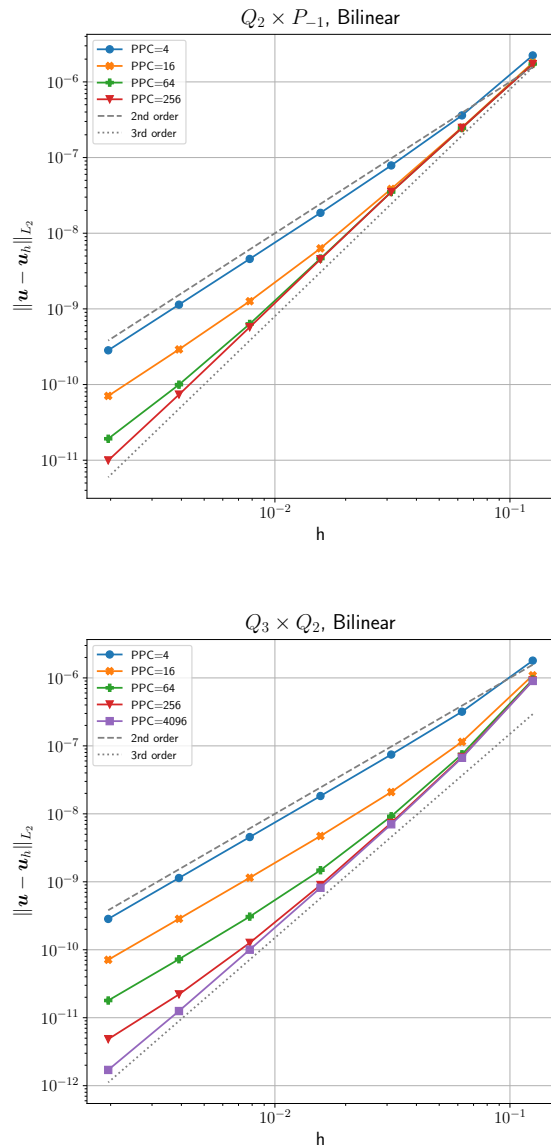 Q₂ × P₋₁, Bilinear
PPC=4
PPC=16
PPC=64
PPC=256
2nd order
3rd order
10⁻⁶
10⁻⁷
10⁻⁸
10⁻⁹
10⁻¹⁰
10⁻¹¹
‖u − uₕ‖_{L₂}
10⁻² 10⁻¹
h
Q₃ × Q₂, Bilinear
PPC=4
PPC=16
PPC=64
PPC=256
PPC=4096
2nd order
3rd order
10⁻⁶
10⁻⁷
10⁻⁸
10⁻⁹
10⁻¹⁰
10⁻¹¹
10⁻¹²
‖u − uₕ‖_{L₂}
10⁻² 10⁻¹
h